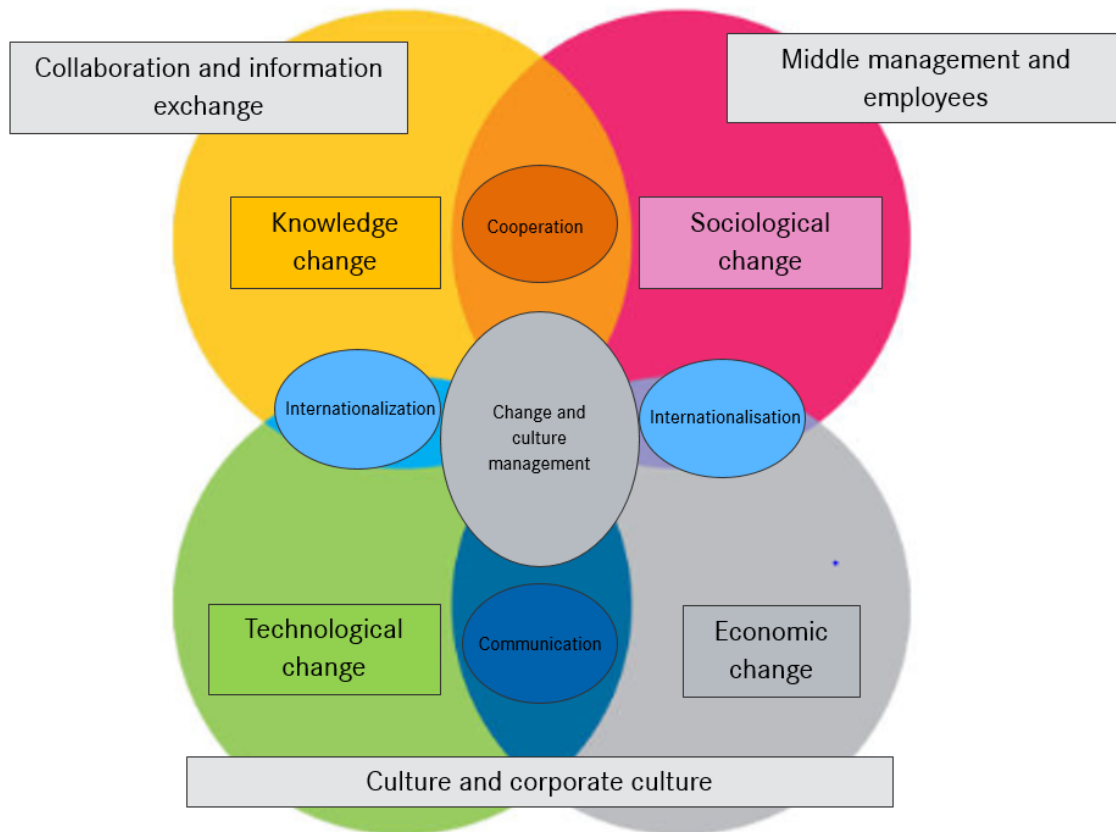 Collaboration and information
exchange
Middle management and
employees
Knowledge
change
Cooperation
Sociological
change
Internationalization
Change and
culture
management
Internationalisation
Technological
change
Communication
Economic
change
Culture and corporate culture